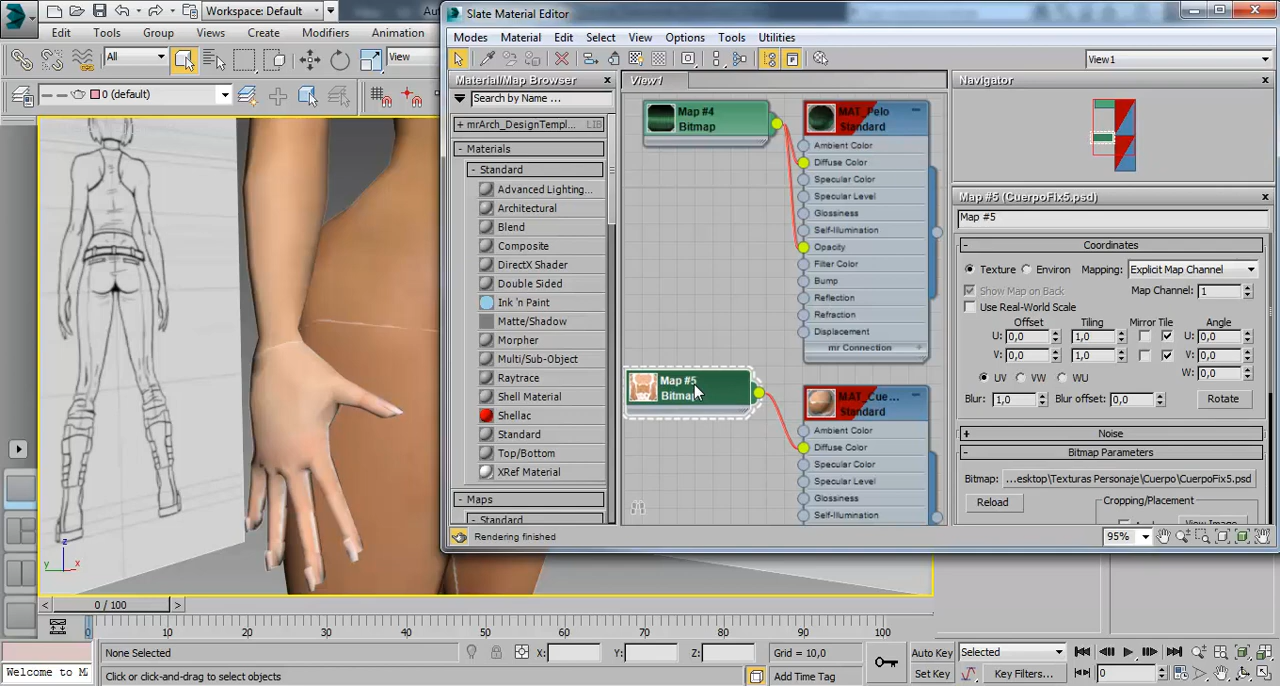 Workspace: Default
Au
Edit
Tools
Group
Views
Create
Modifiers
Animation
All
View
0 (default)
Slate Material Editor
Modes
Material
Edit
Select
View
Options
Tools
Utilities
View1
Material/Map Browser
Search by Name ...
+ mrArch_DesignTempl... LIB
- Materials
- Standard
Advanced Lighting...
Architectural
Blend
Composite
DirectX Shader
Double Sided
Ink 'n Paint
Matte/Shadow
Morpher
Multi/Sub-Object
Raytrace
Shell Material
Shellac
Standard
Top/Bottom
XRef Material
- Maps
- Standard
View1
Map #4
Bitmap
MAT_Pelo
Standard
Ambient Color
Diffuse Color
Specular Color
Specular Level
Glossiness
Self-Illumination
Opacity
Filter Color
Bump
Reflection
Refraction
Displacement
mr Connection +
Map #5
Bitmap
MAT_Cue...
Standard
Ambient Color
Diffuse Color
Specular Color
Specular Level
Glossiness
Self-Illumination
Navigator
Map #5 (CuerpoFix5.psd)
Map #5
- Coordinates
Texture
Environ
Mapping:
Explicit Map Channel
Show Map on Back
Map Channel: 1
Use Real-World Scale
Offset
Tiling
Mirror Tile
Angle
U: 0,0
1,0
U: 0,0
V: 0,0
1,0
V: 0,0
W: 0,0
UV
VW
WU
Blur: 1,0
Blur offset: 0,0
Rotate
+ Noise
- Bitmap Parameters
Bitmap: ...esktop\Texturas Personaje\Cuerpo\CuerpoFix5.psd
Reload
Cropping/Placement
View Image
Rendering finished
95%
z
y
x
0 / 100
0
10
20
30
40
50
60
70
80
90
100
None Selected
X:
Y:
Z:
Grid = 10,0
Auto Key
Selected
Welcome to M
Click or click-and-drag to select objects
Add Time Tag
Set Key
Key Filters...
0